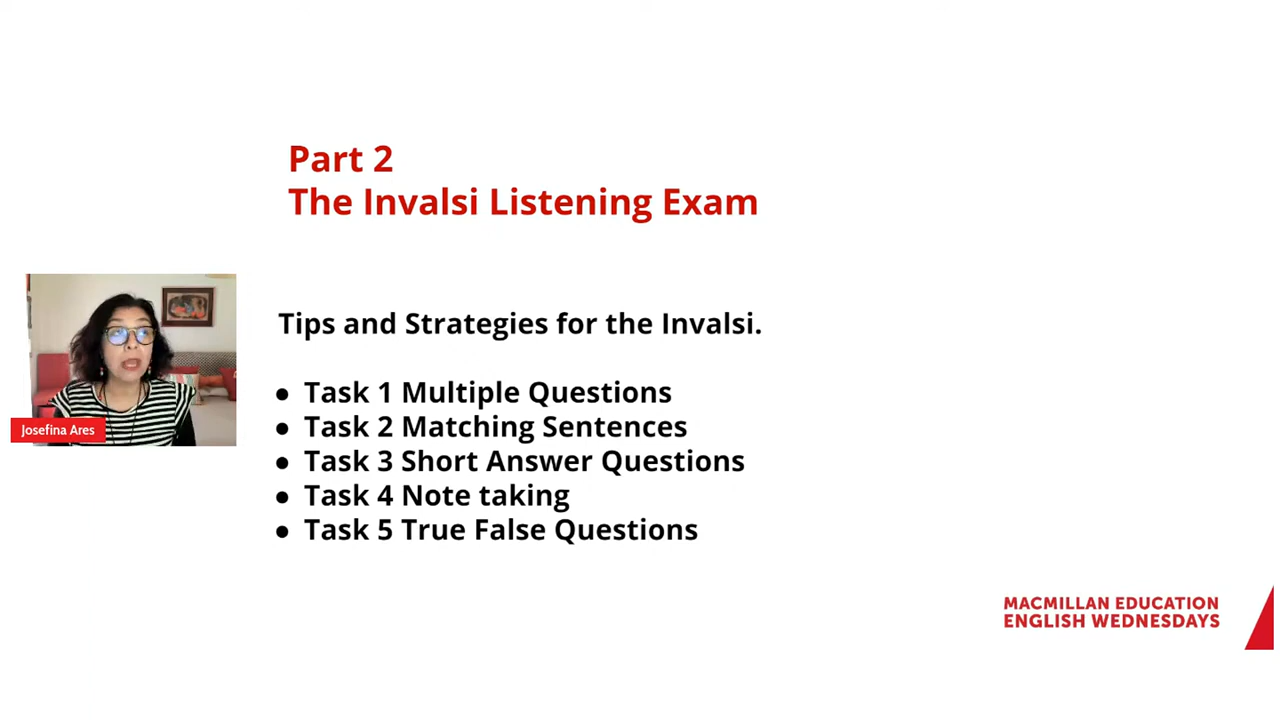 Part 2
The Invalsi Listening Exam
Tips and Strategies for the Invalsi.
● Task 1 Multiple Questions
● Task 2 Matching Sentences
● Task 3 Short Answer Questions
● Task 4 Note taking
● Task 5 True False Questions
Josefina Ares
MACMILLAN EDUCATION
ENGLISH WEDNESDAYS